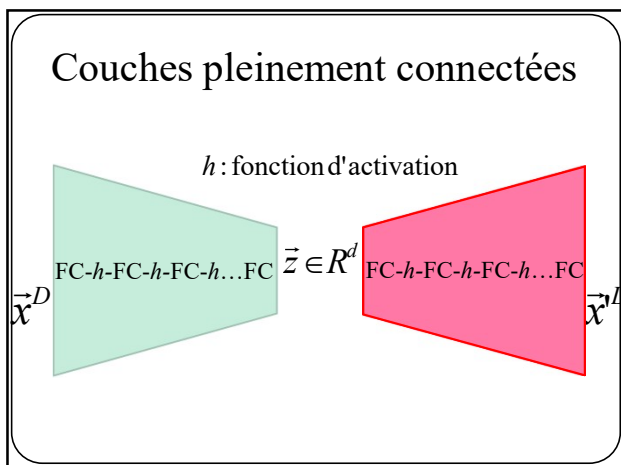 Couches pleinement connectées
h : fonction d'activation
FC-h-FC-h-FC-h…FC
z⃗ ∈ R^d
FC-h-FC-h-FC-h…FC
x⃗^D
x⃗'